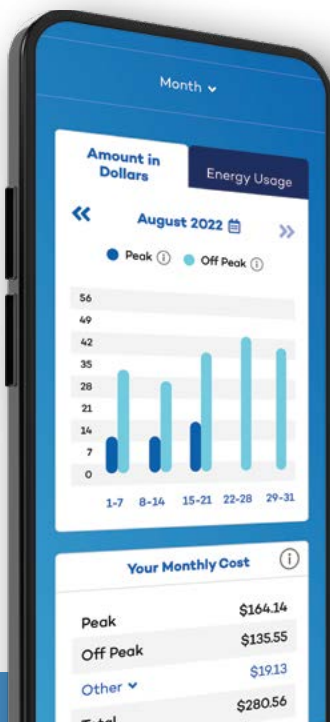 Month
Amount in
Dollars
Energy Usage
August 2022
Peak
Off Peak
56
49
42
35
28
21
14
7
0
1-7 8-14 15-21 22-28 29-31
Your Monthly Cost
Peak $164.14
Off Peak $135.55
Other $19.13
Total $280.56